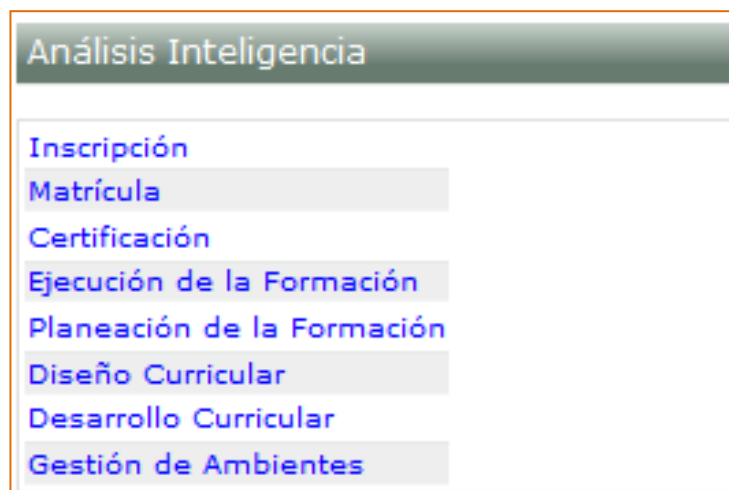 Análisis Inteligencia
Inscripción
Matrícula
Certificación
Ejecución de la Formación
Planeación de la Formación
Diseño Curricular
Desarrollo Curricular
Gestión de Ambientes